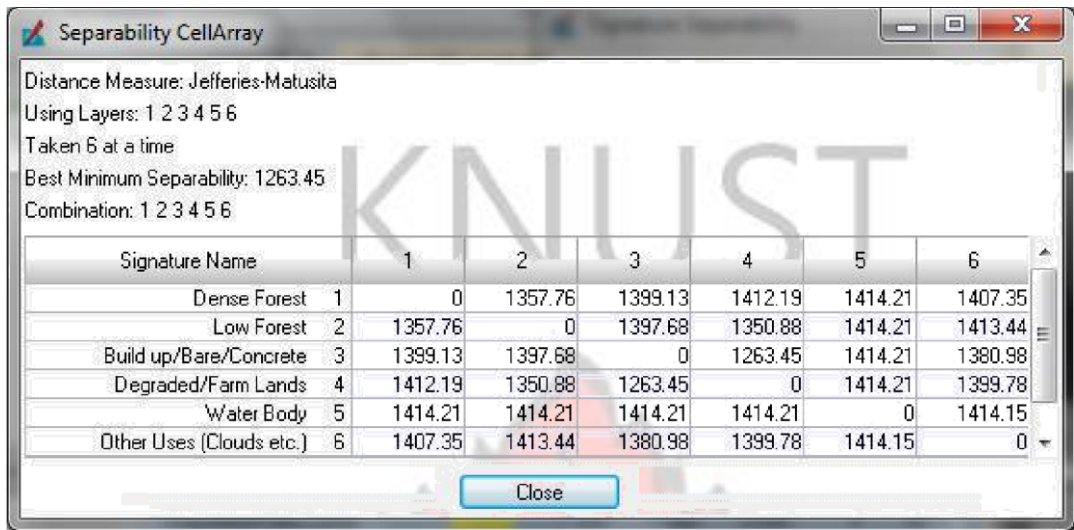 Separability CellArray
Distance Measure: Jefferies-Matusita
Using Layers: 1 2 3 4 5 6
Taken 6 at a time
Best Minimum Separability: 1263.45
Combination: 1 2 3 4 5 6
KNUST
Signature Name 1 2 3 4 5 6
Dense Forest 1 0 1357.76 1399.13 1412.19 1414.21 1407.35
Low Forest 2 1357.76 0 1397.68 1350.88 1414.21 1413.44
Build up/Bare/Concrete 3 1399.13 1397.68 0 1263.45 1414.21 1380.98
Degraded/Farm Lands 4 1412.19 1350.88 1263.45 0 1414.21 1399.78
Water Body 5 1414.21 1414.21 1414.21 1414.21 0 1414.15
Other Uses (Clouds etc.) 6 1407.35 1413.44 1380.98 1399.78 1414.15 0
Close